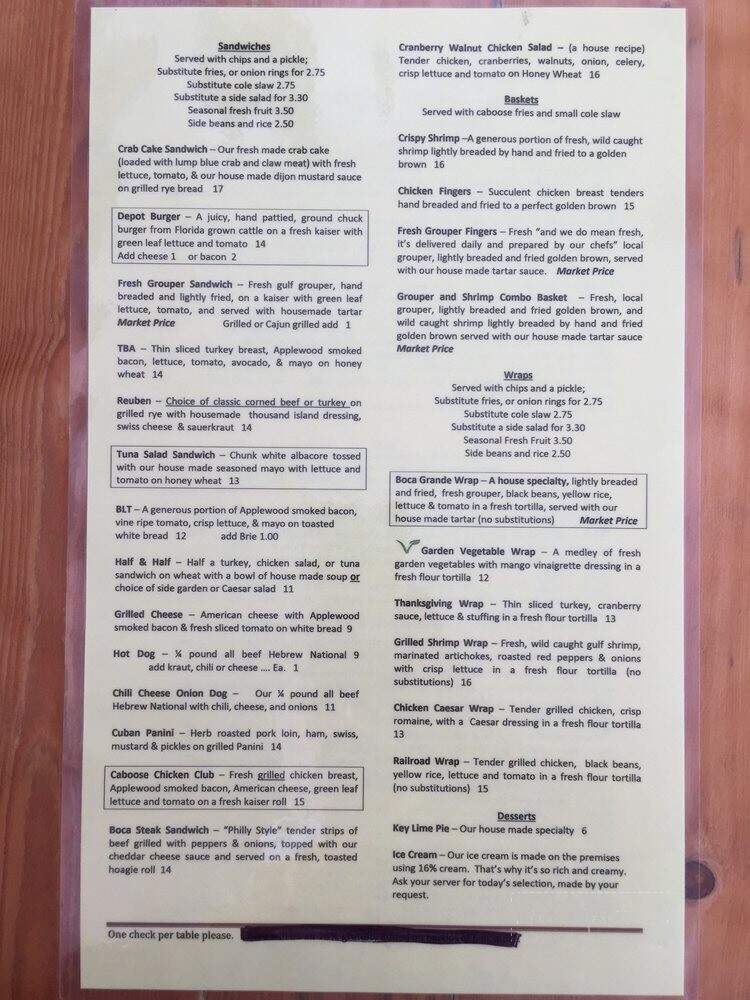 Sandwiches
Served with chips and a pickle;
Substitute fries, or onion rings for 2.75
Substitute cole slaw 2.75
Substitute a side salad for 3.30
Seasonal fresh fruit 3.50
Side beans and rice 2.50
Crab Cake Sandwich – Our fresh made crab cake
(loaded with lump blue crab and claw meat) with fresh
lettuce, tomato, & our house made dijon mustard sauce
on grilled rye bread 17
Depot Burger – A juicy, hand pattied, ground chuck
burger from Florida grown cattle on a fresh kaiser with
green leaf lettuce and tomato 14
Add cheese 1 or bacon 2
Fresh Grouper Sandwich – Fresh gulf grouper, hand
breaded and lightly fried, on a kaiser with green leaf
lettuce, tomato, and served with housemade tartar
Market Price Grilled or Cajun grilled add 1
TBA – Thin sliced turkey breast, Applewood smoked
bacon, lettuce, tomato, avocado, & mayo on honey
wheat 14
Reuben – Choice of classic corned beef or turkey on
grilled rye with housemade thousand island dressing,
swiss cheese & sauerkraut 14
Tuna Salad Sandwich – Chunk white albacore tossed
with our house made seasoned mayo with lettuce and
tomato on honey wheat 13
BLT – A generous portion of Applewood smoked bacon,
vine ripe tomato, crisp lettuce, & mayo on toasted
white bread 12 add Brie 1.00
Half & Half – Half a turkey, chicken salad, or tuna
sandwich on wheat with a bowl of house made soup or
choice of side garden or Caesar salad 11
Grilled Cheese – American cheese with Applewood
smoked bacon & fresh sliced tomato on white bread 9
Hot Dog – ¼ pound all beef Hebrew National 9
add kraut, chili or cheese .... Ea. 1
Chili Cheese Onion Dog – Our ¼ pound all beef
Hebrew National with chili, cheese, and onions 11
Cuban Panini – Herb roasted pork loin, ham, swiss,
mustard & pickles on grilled Panini 14
Caboose Chicken Club – Fresh grilled chicken breast,
Applewood smoked bacon, American cheese, green leaf
lettuce and tomato on a fresh kaiser roll 15
Boca Steak Sandwich – "Philly Style" tender strips of
beef grilled with peppers & onions, topped with our
cheddar cheese sauce and served on a fresh, toasted
hoagie roll 14
Cranberry Walnut Chicken Salad – (a house recipe)
Tender chicken, cranberries, walnuts, onion, celery,
crisp lettuce and tomato on Honey Wheat 16
Baskets
Served with caboose fries and small cole slaw
Crispy Shrimp –A generous portion of fresh, wild caught
shrimp lightly breaded by hand and fried to a golden
brown 16
Chicken Fingers – Succulent chicken breast tenders
hand breaded and fried to a perfect golden brown 15
Fresh Grouper Fingers – Fresh "and we do mean fresh,
it's delivered daily and prepared by our chefs" local
grouper, lightly breaded and fried golden brown, served
with our house made tartar sauce. Market Price
Grouper and Shrimp Combo Basket – Fresh, local
grouper, lightly breaded and fried golden brown, and
wild caught shrimp lightly breaded by hand and fried
golden brown served with our house made tartar sauce
Market Price
Wraps
Served with chips and a pickle;
Substitute fries, or onion rings for 2.75
Substitute cole slaw 2.75
Substitute a side salad for 3.30
Seasonal Fresh Fruit 3.50
Side beans and rice 2.50
Boca Grande Wrap – A house specialty, lightly breaded
and fried, fresh grouper, black beans, yellow rice,
lettuce & tomato in a fresh tortilla, served with our
house made tartar (no substitutions) Market Price
Garden Vegetable Wrap – A medley of fresh
garden vegetables with mango vinaigrette dressing in a
fresh flour tortilla 12
Thanksgiving Wrap – Thin sliced turkey, cranberry
sauce, lettuce & stuffing in a fresh flour tortilla 13
Grilled Shrimp Wrap – Fresh, wild caught gulf shrimp,
marinated artichokes, roasted red peppers & onions
with crisp lettuce in a fresh flour tortilla (no
substitutions) 16
Chicken Caesar Wrap – Tender grilled chicken, crisp
romaine, with a Caesar dressing in a fresh flour tortilla
13
Railroad Wrap – Tender grilled chicken, black beans,
yellow rice, lettuce and tomato in a fresh flour tortilla
(no substitutions) 15
Desserts
Key Lime Pie – Our house made specialty 6
Ice Cream – Our ice cream is made on the premises
using 16% cream. That's why it's so rich and creamy.
Ask your server for today's selection, made by your
request.
One check per table please.